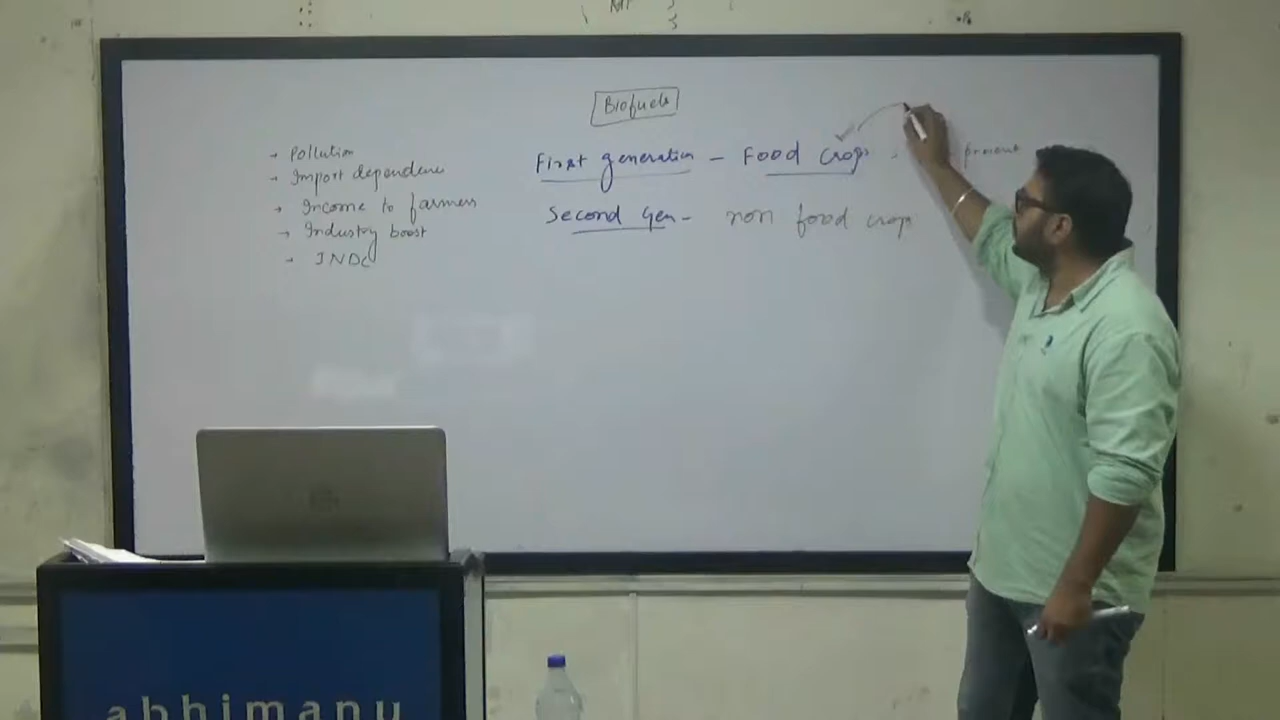 Biofuels
→ Pollution
→ Import dependence
→ Income to farmers
→ Industry boost
→ INDC
First generation - Food crops
Second Gen - non food crops
abhimanu